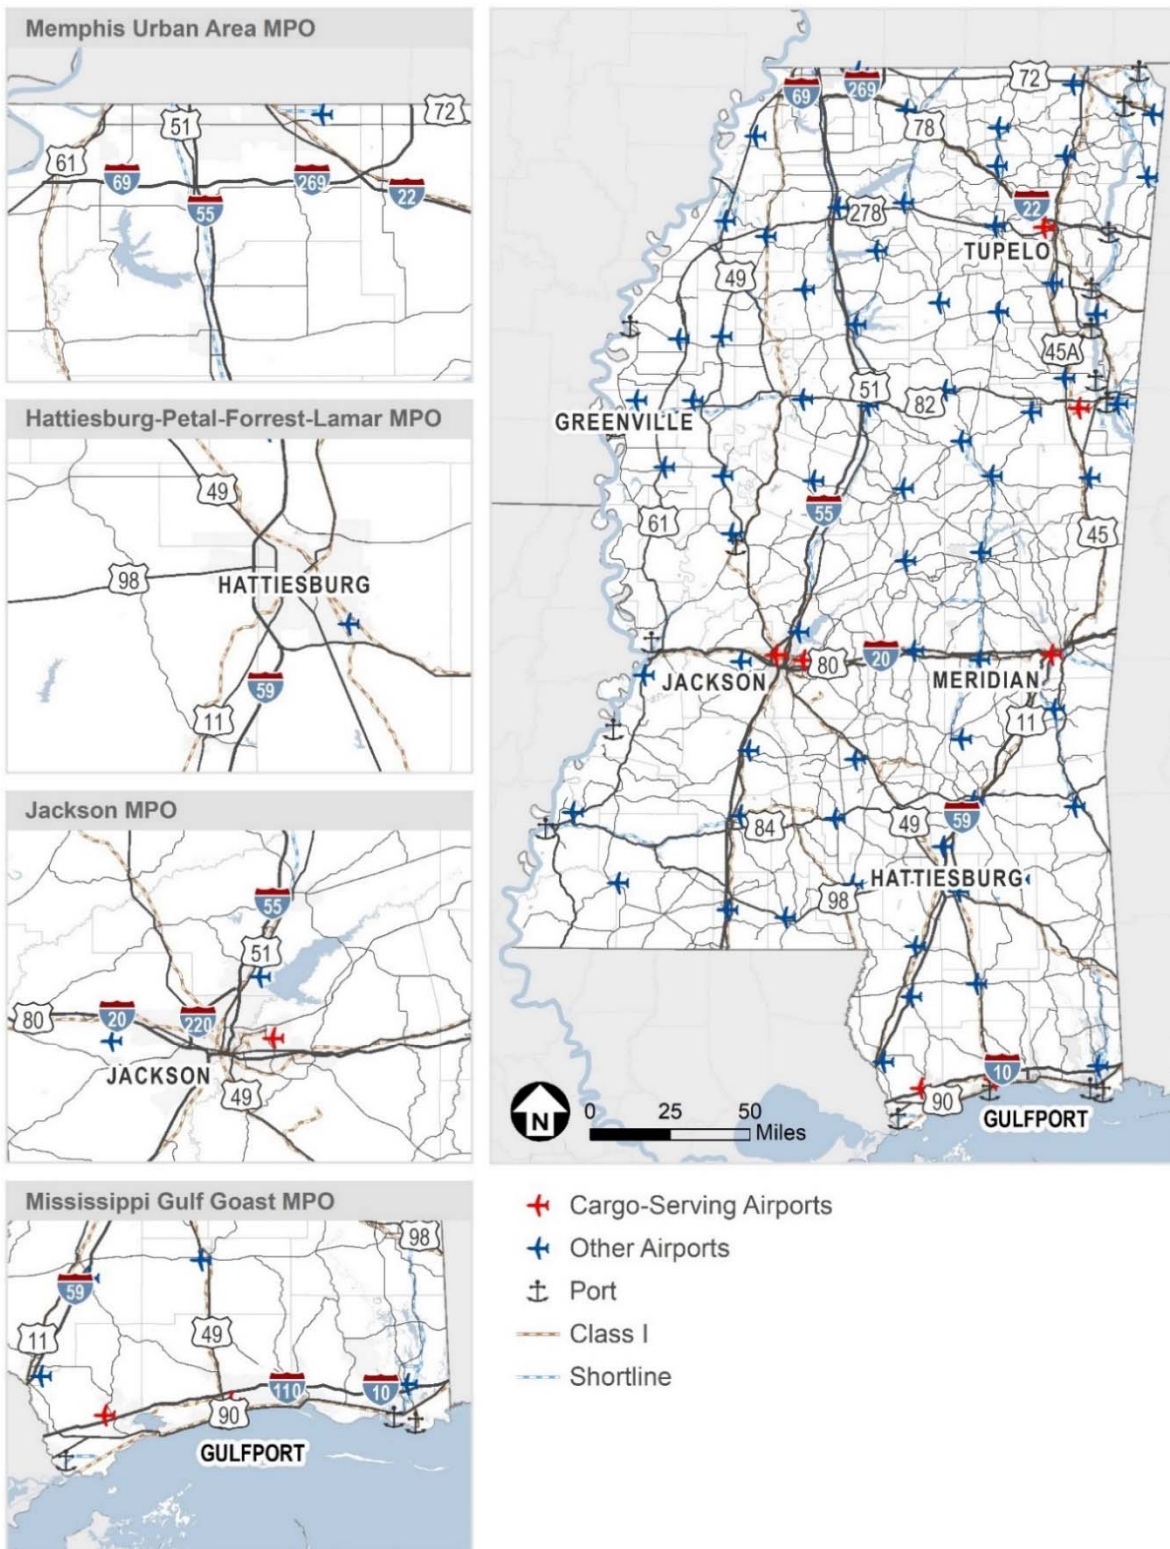 Memphis Urban Area MPO
51
72
61
69
269
22
55
Hattiesburg-Petal-Forrest-Lamar MPO
49
98
HATTIESBURG
59
11
Jackson MPO
55
51
80
20
220
JACKSON
49
Mississippi Gulf Goast MPO
98
59
11
49
110
10
90
GULFPORT
69
269
72
78
22
278
TUPELO
49
45A
51
82
GREENVILLE
55
61
45
80
20
JACKSON
MERIDIAN
11
59
49
84
HATTIESBURG
98
10
90
GULFPORT
N
0 25 50
Miles
Cargo-Serving Airports
Other Airports
Port
Class I
Shortline